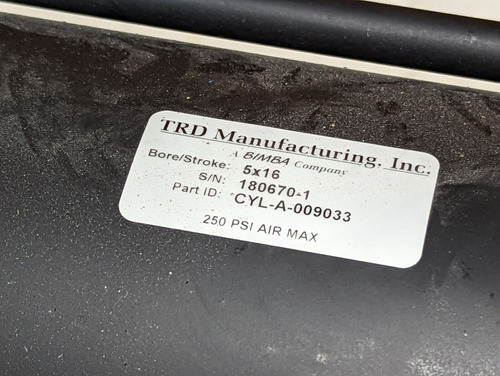 TRD Manufacturing, Inc.
A BIMBA Company
Bore/Stroke: 5x16
S/N: 180670-1
Part ID: CYL-A-009033
250 PSI AIR MAX